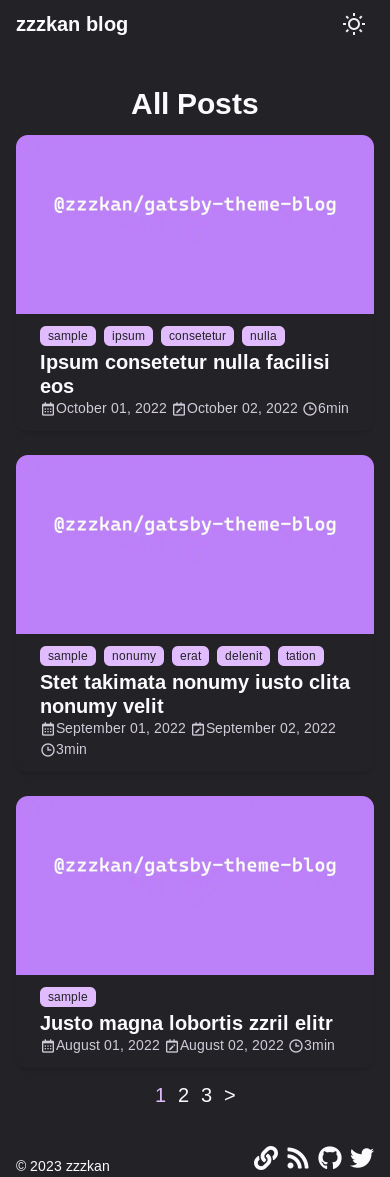 zzzkan blog
All Posts
@zzzkan/gatsby-theme-blog
sample ipsum consetetur nulla
Ipsum consetetur nulla facilisi
eos
October 01, 2022 October 02, 2022 6min
@zzzkan/gatsby-theme-blog
sample nonumy erat delenit tation
Stet takimata nonumy iusto clita
nonumy velit
September 01, 2022 September 02, 2022
3min
@zzzkan/gatsby-theme-blog
sample
Justo magna lobortis zzril elitr
August 01, 2022 August 02, 2022 3min
1 2 3 >
© 2023 zzzkan